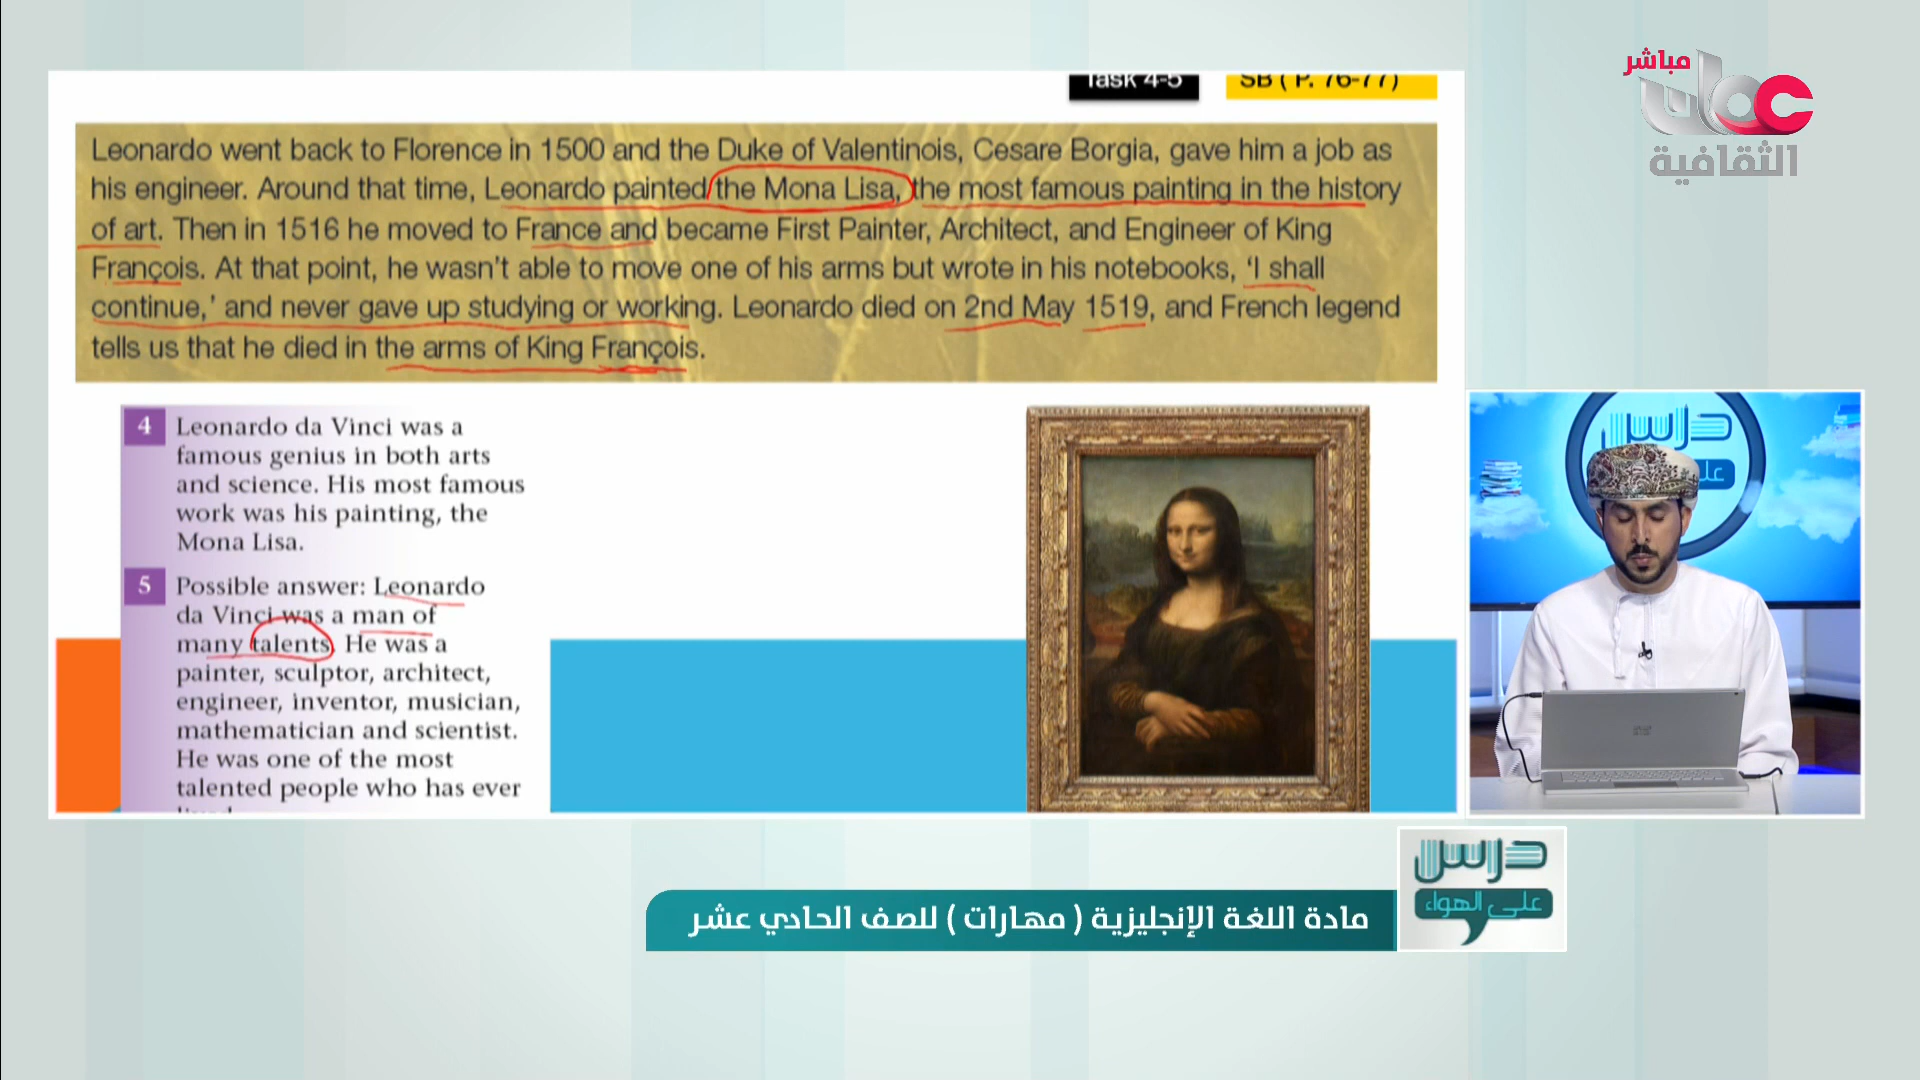 مباشر
عمان
الثقافية
Task 4-5
SB ( P. 76-77)
Leonardo went back to Florence in 1500 and the Duke of Valentinois, Cesare Borgia, gave him a job as
his engineer. Around that time, Leonardo painted the Mona Lisa, the most famous painting in the history
of art. Then in 1516 he moved to France and became First Painter, Architect, and Engineer of King
François. At that point, he wasn't able to move one of his arms but wrote in his notebooks, ‘I shall
continue,’ and never gave up studying or working. Leonardo died on 2nd May 1519, and French legend
tells us that he died in the arms of King François.
4 Leonardo da Vinci was a
famous genius in both arts
and science. His most famous
work was his painting, the
Mona Lisa.
5 Possible answer: Leonardo
da Vinci was a man of
many talents. He was a
painter, sculptor, architect,
engineer, inventor, musician,
mathematician and scientist.
He was one of the most
talented people who has ever
درس
على
درس
على الهواء
مادة اللغة الإنجليزية ( مهارات ) للصف الحادي عشر